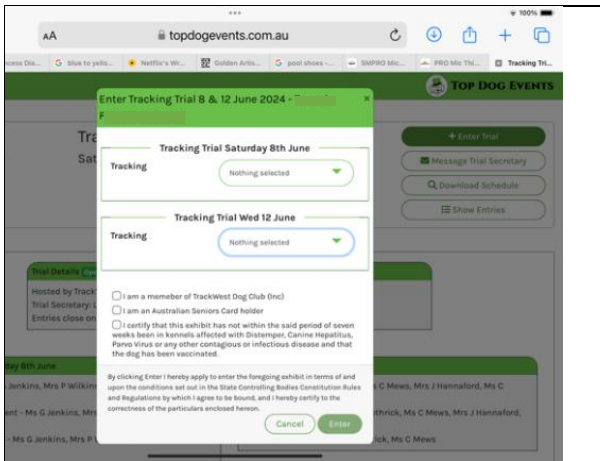 100%
AA
topdogevents.com.au
blue to yello...
Netflix's Wr...
Golden Artis...
pool shoes -...
SMPRO Mic...
PRO Mic Thi...
Tracking Tri...
TOP DOG EVENTS
Enter Tracking Trial 8 & 12 June 2024 -
F
×
Tra
Sat
+ Enter Trial
Message Trial Secretary
Download Schedule
Show Entries
Tracking Trial Saturday 8th June
Tracking
Nothing selected
Tracking Trial Wed 12 June
Tracking
Nothing selected
Trial Details
Hosted by Track
Trial Secretary: L
Entries close on
I am a memeber of TrackWest Dog Club (Inc)
I am an Australian Seniors Card holder
I certify that this exhibit has not within the said period of seven
weeks been in kennels affected with Distemper, Canine Hepatitus,
Parvo Virus or any other contagious or infectious disease and that
the dog has been vaccinated.
day 8th June
Jenkins, Mrs P Wilkins
s C Mews, Mrs J Hannaford, Ms C
ent - Ms G Jenkins, Mrs
thrick, Ms C Mews, Mrs J Hannaford,
- Ms G Jenkins, Mrs P
ick, Ms C Mews
By clicking Enter I hereby apply to enter the foregoing exhibit in terms of and
upon the conditions set out in the State Controlling Bodies Constitution Rules
and Regulations by which I agree to be bound, and I hereby certify to the
correctness of the particulars enclosed hereon.
Cancel
Enter